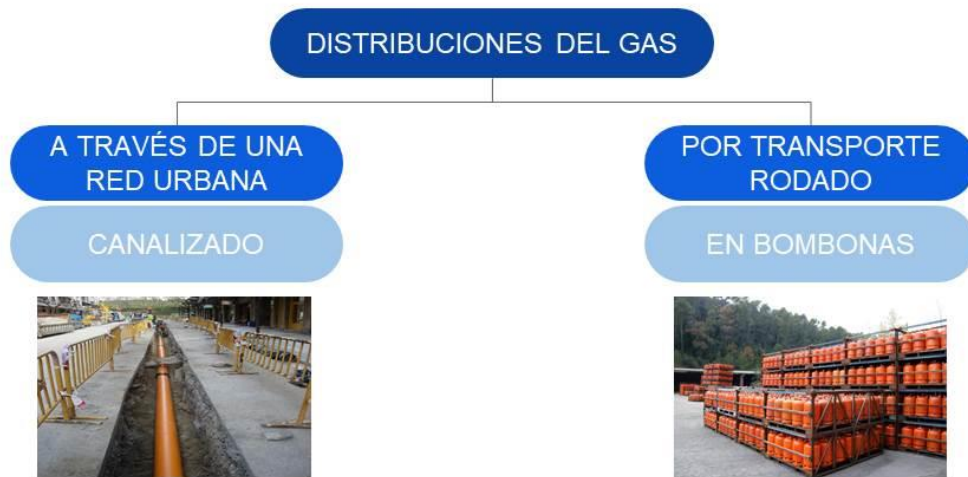 DISTRIBUCIONES DEL GAS
A TRAVÉS DE UNA
RED URBANA
CANALIZADO
POR TRANSPORTE
RODADO
EN BOMBONAS